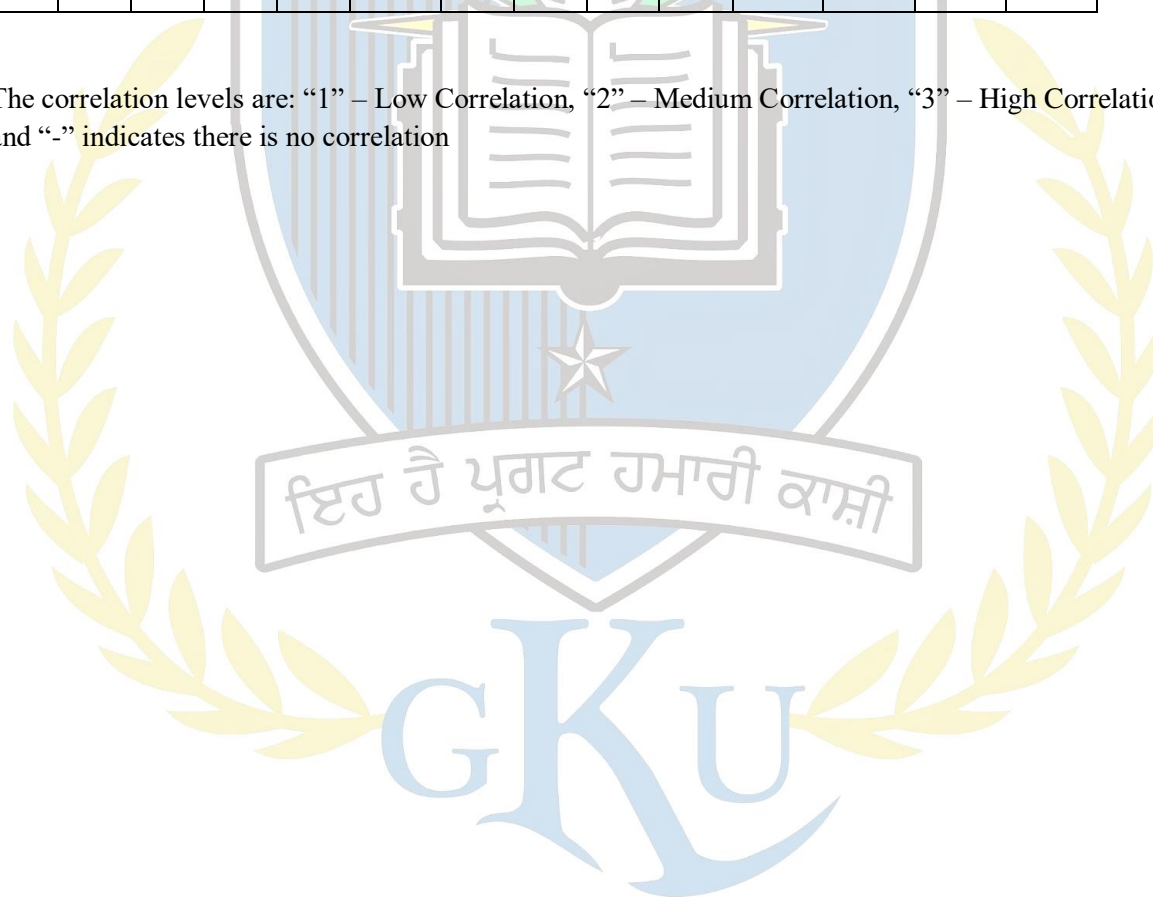 The correlation levels are: “1” – Low Correlation, “2” – Medium Correlation, “3” – High Correlatio
and “-” indicates there is no correlation
ਇਹ ਹੈ ਪ੍ਰਗਟ ਹਮਾਰੀ ਕਾਸ਼ੀ
GKU